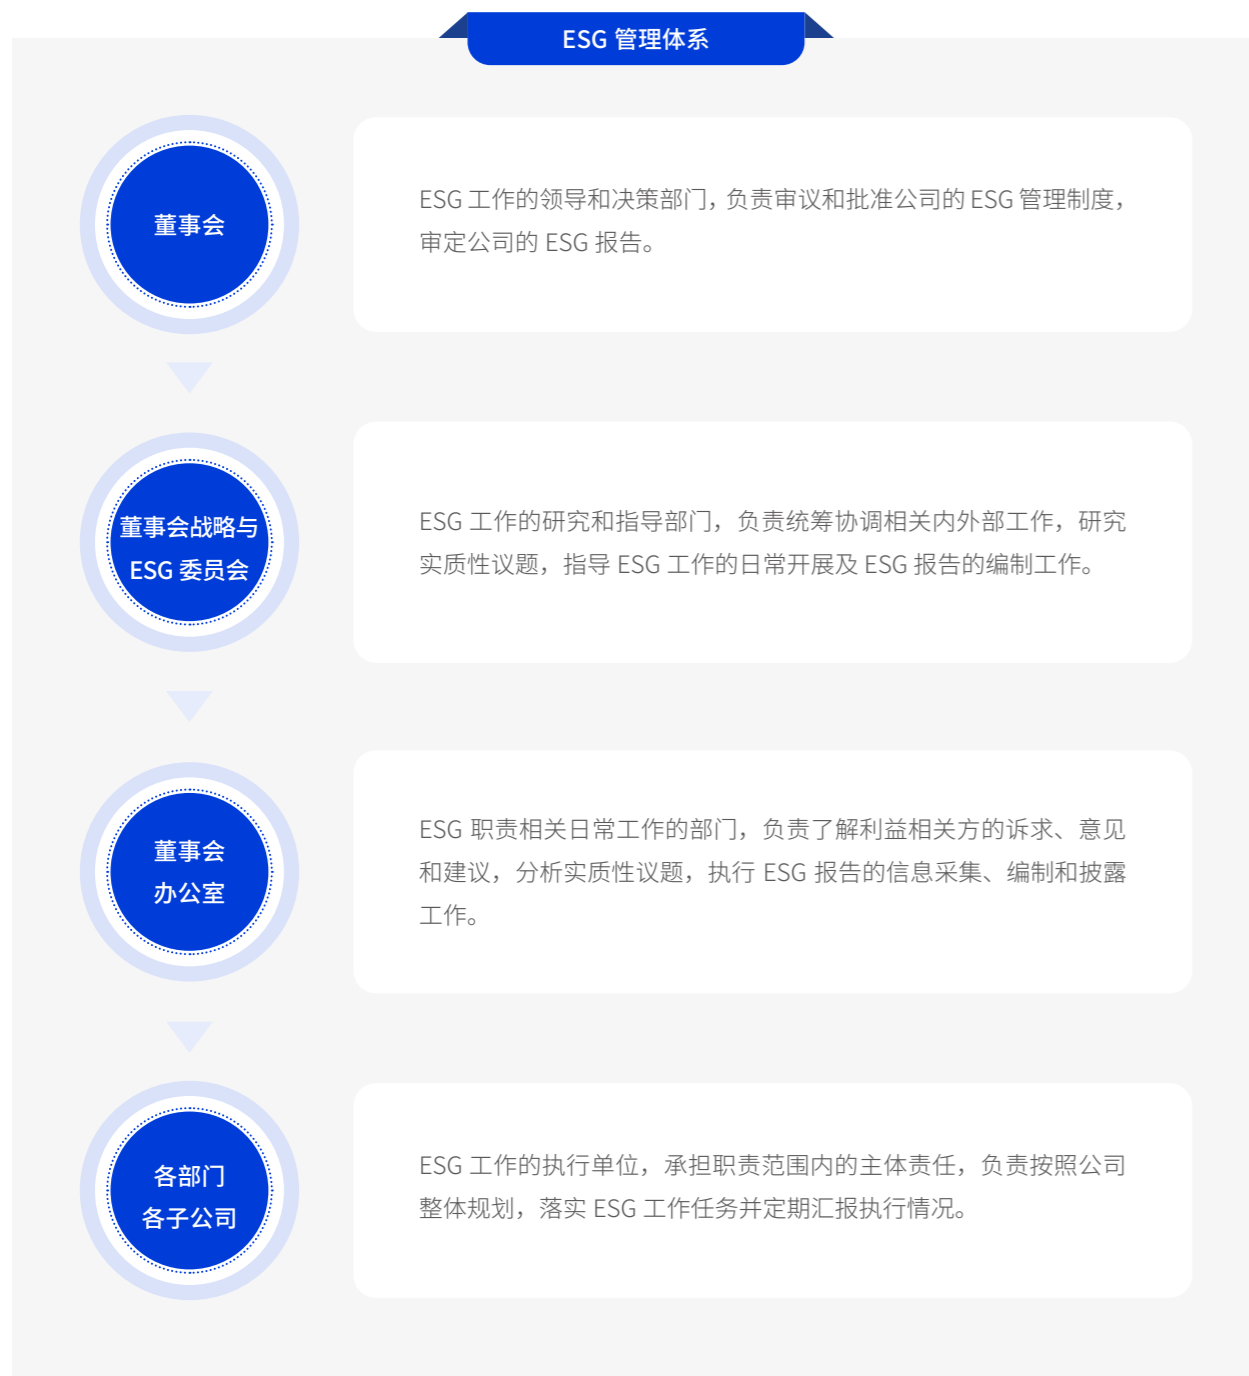 ESG 管理体系
董事会
ESG 工作的领导和决策部门，负责审议和批准公司的 ESG 管理制度，
审定公司的 ESG 报告。
董事会战略与
ESG 委员会
ESG 工作的研究和指导部门，负责统筹协调相关内外部工作，研究
实质性议题，指导 ESG 工作的日常开展及 ESG 报告的编制工作。
董事会
办公室
ESG 职责相关日常工作的部门，负责了解利益相关方的诉求、意见
和建议，分析实质性议题，执行 ESG 报告的信息采集、编制和披露
工作。
各部门
各子公司
ESG 工作的执行单位，承担职责范围内的主体责任，负责按照公司
整体规划，落实 ESG 工作任务并定期汇报执行情况。